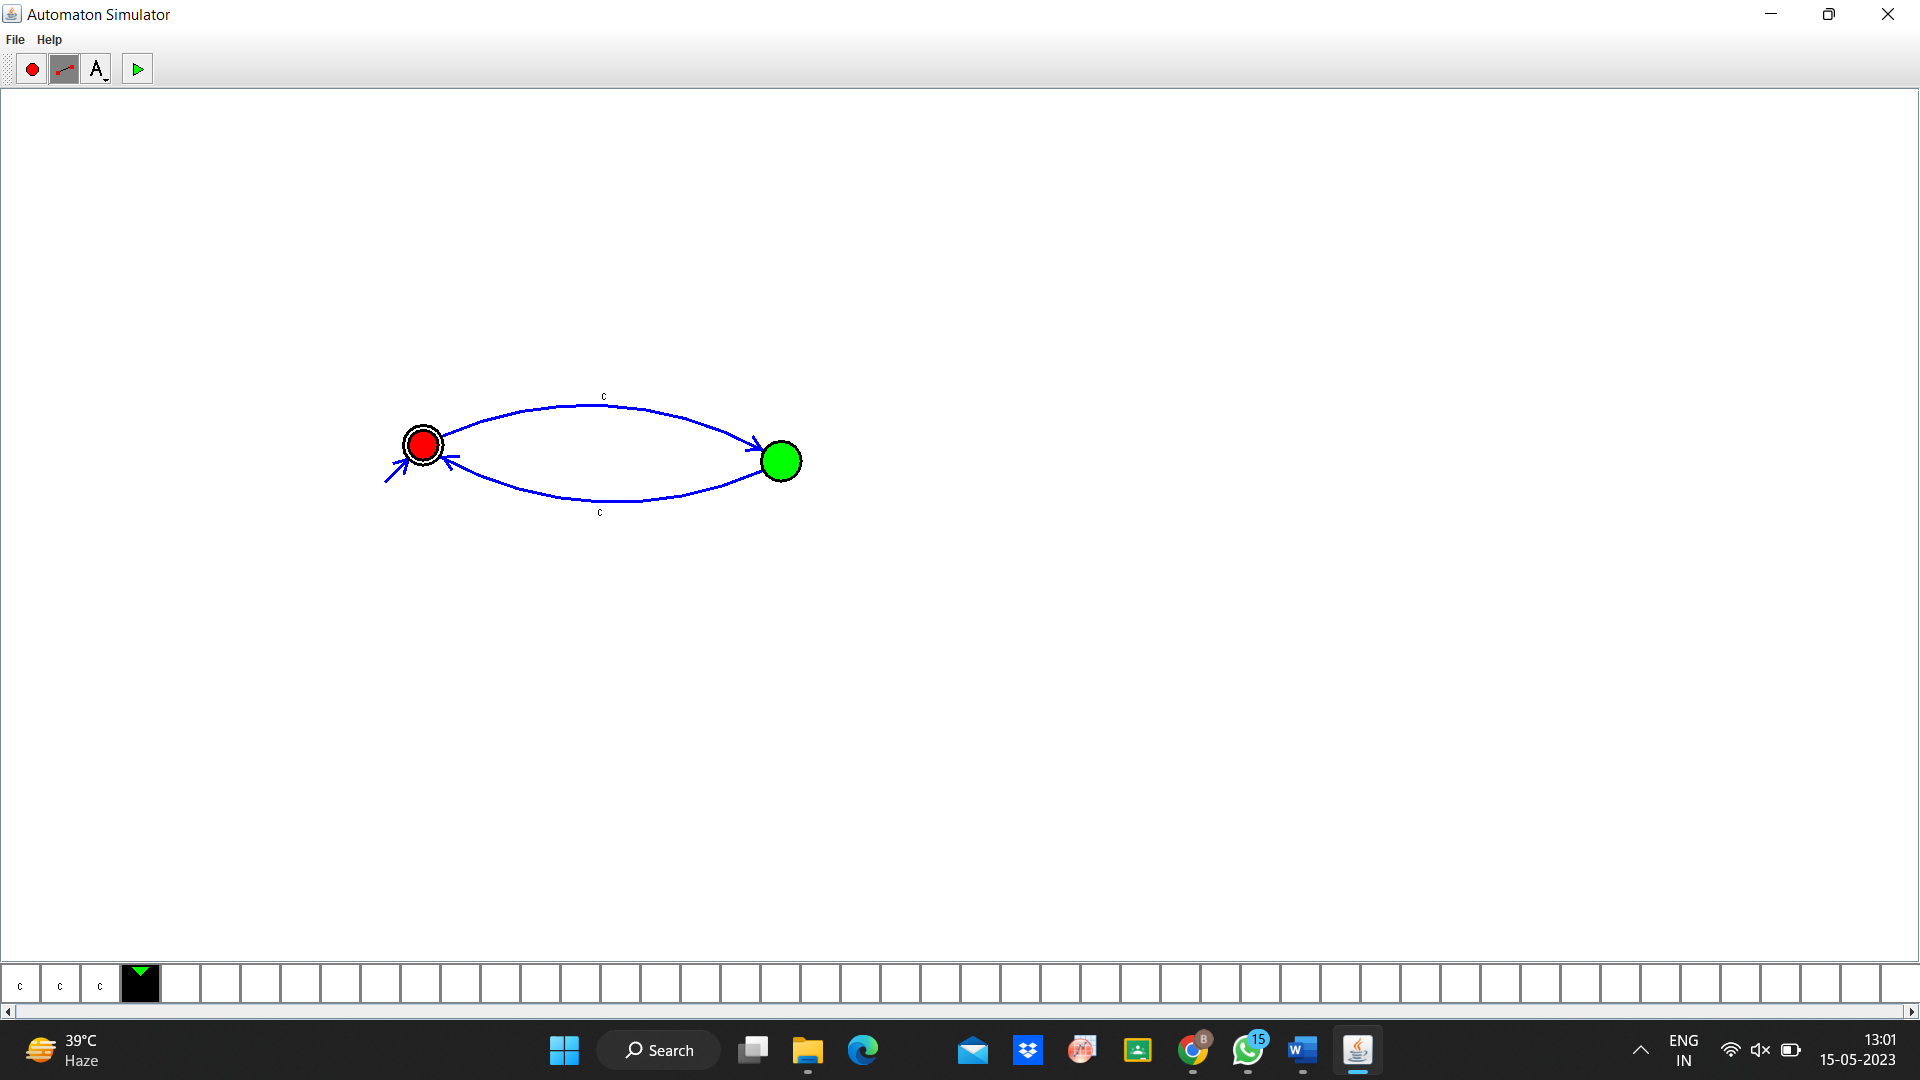 Automaton Simulator
File Help
A
c
c
c c c
39°C
Haze
Search
B
15
W
ENG
IN
13:01
15-05-2023